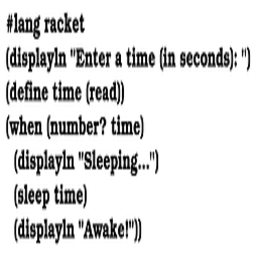 #lang racket
(displayln "Enter a time (in seconds): ")
(define time (read))
(when (number? time)
(displayln "Sleeping...")
(sleep time)
(displayln "Awake!"))